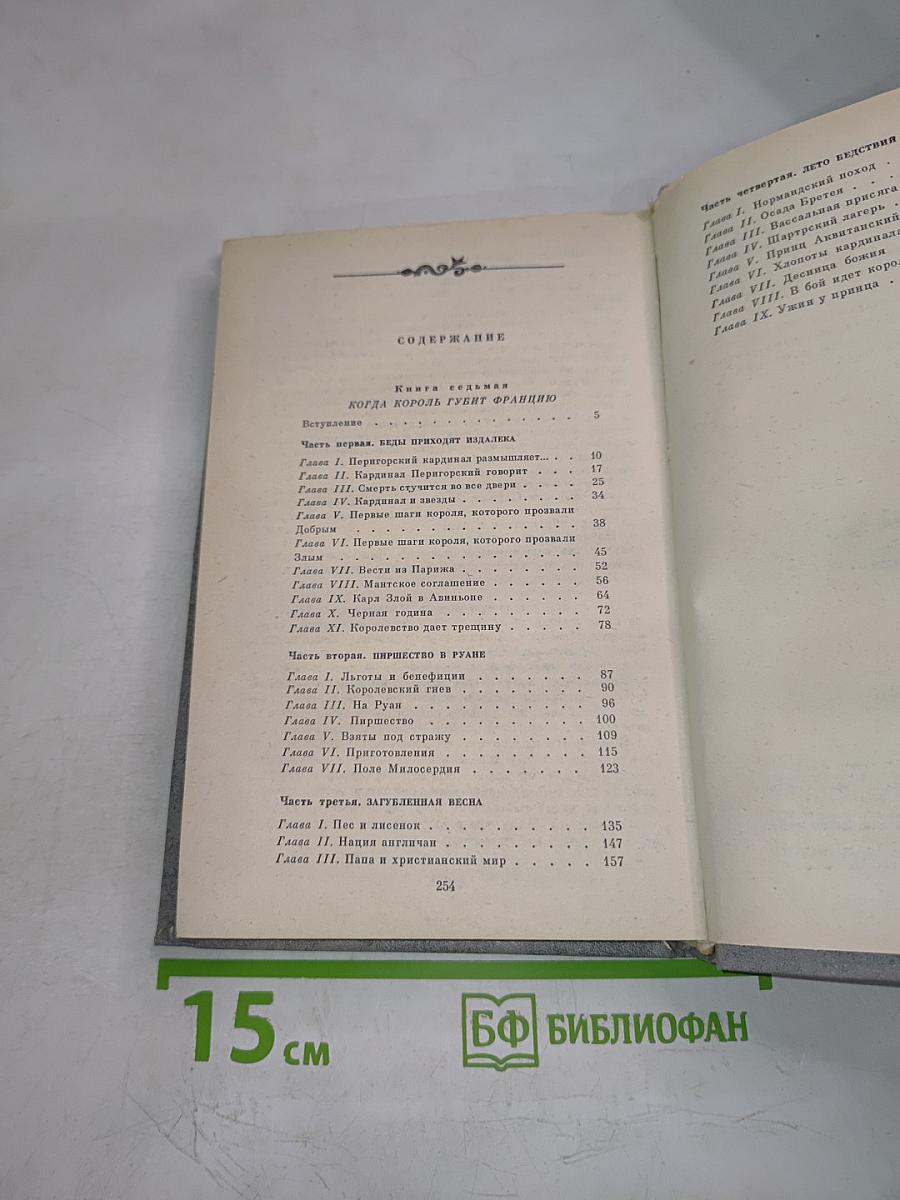 СОДЕРЖАНИЕ
Книга седьмая
КОГДА КОРОЛЬ ГУБИТ ФРАНЦИЮ
Вступление . . . . . . . . . . . . . 5
Часть первая. БЕДЫ ПРИХОДЯТ ИЗДАЛЕКА
Глава I. Перигорский кардинал размышляет... . . 10
Глава II. Кардинал Перигорский говорит . . . 17
Глава III. Смерть стучится во все двери . . . . 25
Глава IV. Кардинал и звезды . . . . . . . . 34
Глава V. Первые шаги короля, которого прозвали
Добрым . . . . . . . . . . . . . . . 38
Глава VI. Первые шаги короля, которого прозвали
Злым . . . . . . . . . . . . . . . . 45
Глава VII. Вести из Парижа . . . . . . . . 52
Глава VIII. Мантское соглашение . . . . . . 56
Глава IX. Карл Злой в Авиньоне . . . . . . 64
Глава X. Черная година . . . . . . . . . 72
Глава XI. Королевство дает трещину . . . . . 78
Часть вторая. ПИРШЕСТВО В РУАНЕ
Глава I. Льготы и бенефиции . . . . . . . 87
Глава II. Королевский гнев . . . . . . . . 90
Глава III. На Руан . . . . . . . . . . . 96
Глава IV. Пиршество . . . . . . . . . . 100
Глава V. Взяты под стражу . . . . . . . . 109
Глава VI. Приготовления . . . . . . . . . 115
Глава VII. Поле Милосердия . . . . . . . 123
Часть третья. ЗАГУБЛЕННАЯ ВЕСНА
Глава I. Пес и лисенок . . . . . . . . . . 135
Глава II. Нация англичан . . . . . . . . . 147
Глава III. Папа и христианский мир . . . . . 157
254
Часть четвертая. ЛЕТО БЕДСТВИЙ
Глава I. Нормандский поход .
Глава II. Осада Бретея . . .
Глава III. Вассальная присяга
Глава IV. Шартрский лагерь .
Глава V. Принц Аквитанский
Глава VI. Хлопоты кардинала
Глава VII. Десница божия
Глава VIII. В бой идет коро
Глава IX. Ужин у принца .
15 см
БФ БИБЛИОФАН